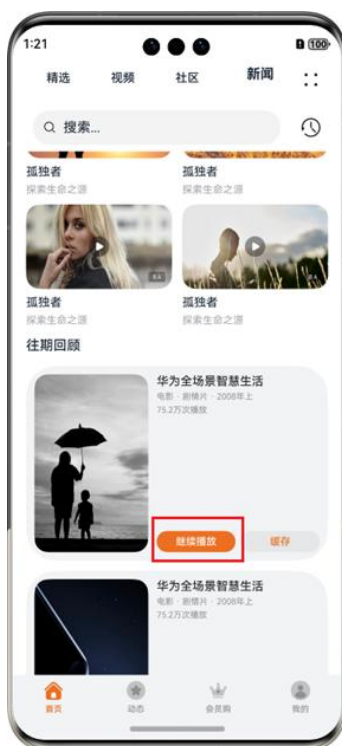 1:21
100
精选 视频 社区 新闻
搜索...
孤独者 孤独者
探索生命之源 探索生命之源
孤独者 孤独者
探索生命之源 探索生命之源
往期回顾
华为全场景智慧生活
电影 · 剧情片 · 2008年上
75.2万次播放
继续播放 缓存
华为全场景智慧生活
电影 · 剧情片 · 2008年上
75.2万次播放
首页 动态 会员购 我的